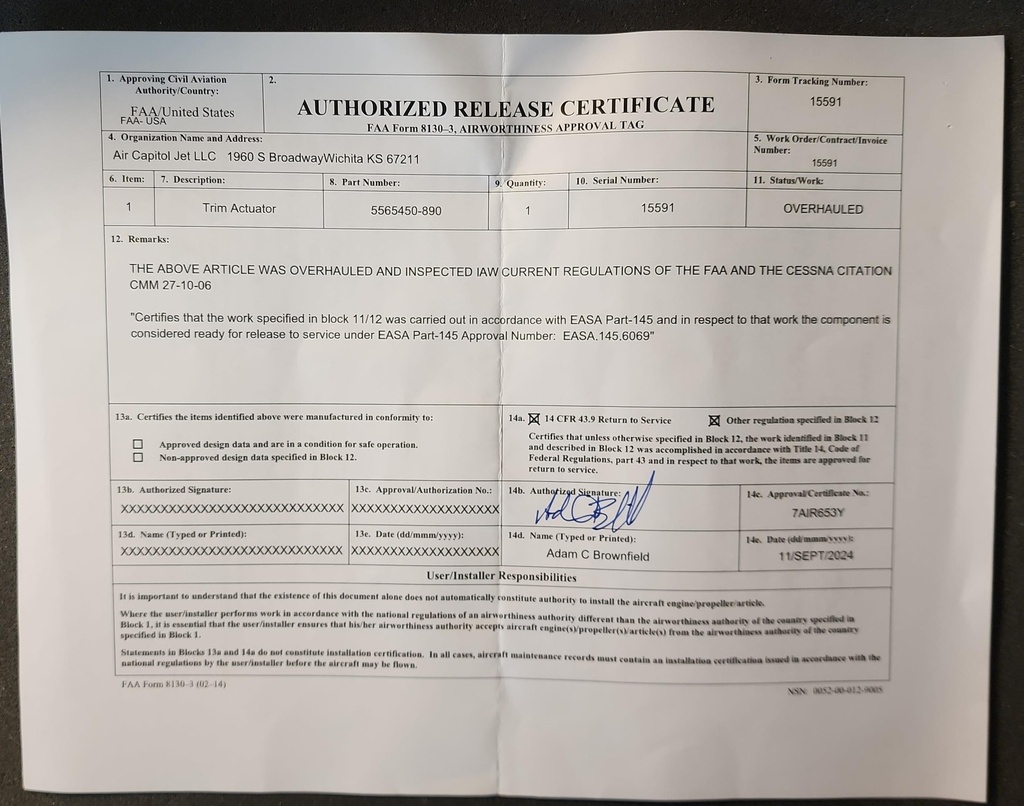 1. Approving Civil Aviation
Authority/Country:
FAA/United States
FAA- USA
2.
AUTHORIZED RELEASE CERTIFICATE
FAA Form 8130–3, AIRWORTHINESS APPROVAL TAG
3. Form Tracking Number:
15591
4. Organization Name and Address:
Air Capitol Jet LLC 1960 S BroadwayWichita KS 67211
5. Work Order/Contract/Invoice
Number:
15591
6. Item:
7. Description:
8. Part Number:
9. Quantity:
10. Serial Number:
11. Status/Work:
1
Trim Actuator
5565450-890
1
15591
OVERHAULED
12. Remarks:
THE ABOVE ARTICLE WAS OVERHAULED AND INSPECTED IAW CURRENT REGULATIONS OF THE FAA AND THE CESSNA CITATION
CMM 27-10-06
"Certifies that the work specified in block 11/12 was carried out in accordance with EASA Part-145 and in respect to that work the component is
considered ready for release to service under EASA Part-145 Approval Number: EASA.145.6069"
13a. Certifies the items identified above were manufactured in conformity to:
☐ Approved design data and are in a condition for safe operation.
☐ Non-approved design data specified in Block 12.
14a. ☒ 14 CFR 43.9 Return to Service ☒ Other regulation specified in Block 12
Certifies that unless otherwise specified in Block 12, the work identified in Block 11
and described in Block 12 was accomplished in accordance with Title 14, Code of
Federal Regulations, part 43 and in respect to that work, the items are approved for
return to service.
13b. Authorized Signature:
XXXXXXXXXXXXXXXXXXXXXXXXXXXX
13c. Approval/Authorization No.:
XXXXXXXXXXXXXXXXXXX
14b. Authorized Signature:
14c. Approval/Certificate No.:
7AIR653Y
13d. Name (Typed or Printed):
XXXXXXXXXXXXXXXXXXXXXXXXXXXX
13e. Date (dd/mmm/yyyy):
XXXXXXXXXXXXXXXXXXX
14d. Name (Typed or Printed):
Adam C Brownfield
14e. Date (dd/mmm/yyyy):
11/SEPT/2024
User/Installer Responsibilities
It is important to understand that the existence of this document alone does not automatically constitute authority to install the aircraft engine/propeller/article.
Where the user/installer performs work in accordance with the national regulations of an airworthiness authority different than the airworthiness authority of the country specified in
Block 1, it is essential that the user/installer ensures that his/her airworthiness authority accepts aircraft engine(s)/propeller(s)/article(s) from the airworthiness authority of the country
specified in Block 1.
Statements in Blocks 13a and 14a do not constitute installation certification. In all cases, aircraft maintenance records must contain an installation certification issued in accordance with the
national regulations by the user/installer before the aircraft may be flown.
FAA Form 8130–3 (02–14)
NSN: 0052-00-012-9005